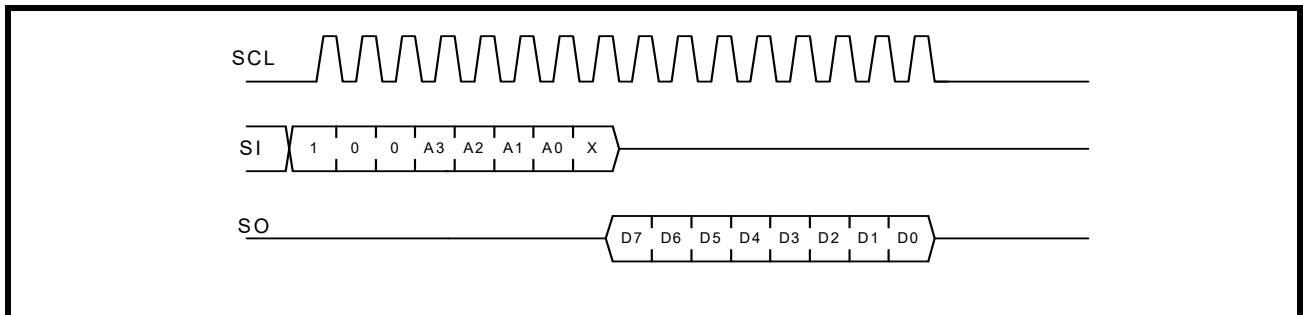 SCL
SI 1 0 0 A3 A2 A1 A0 X
SO D7 D6 D5 D4 D3 D2 D1 D0